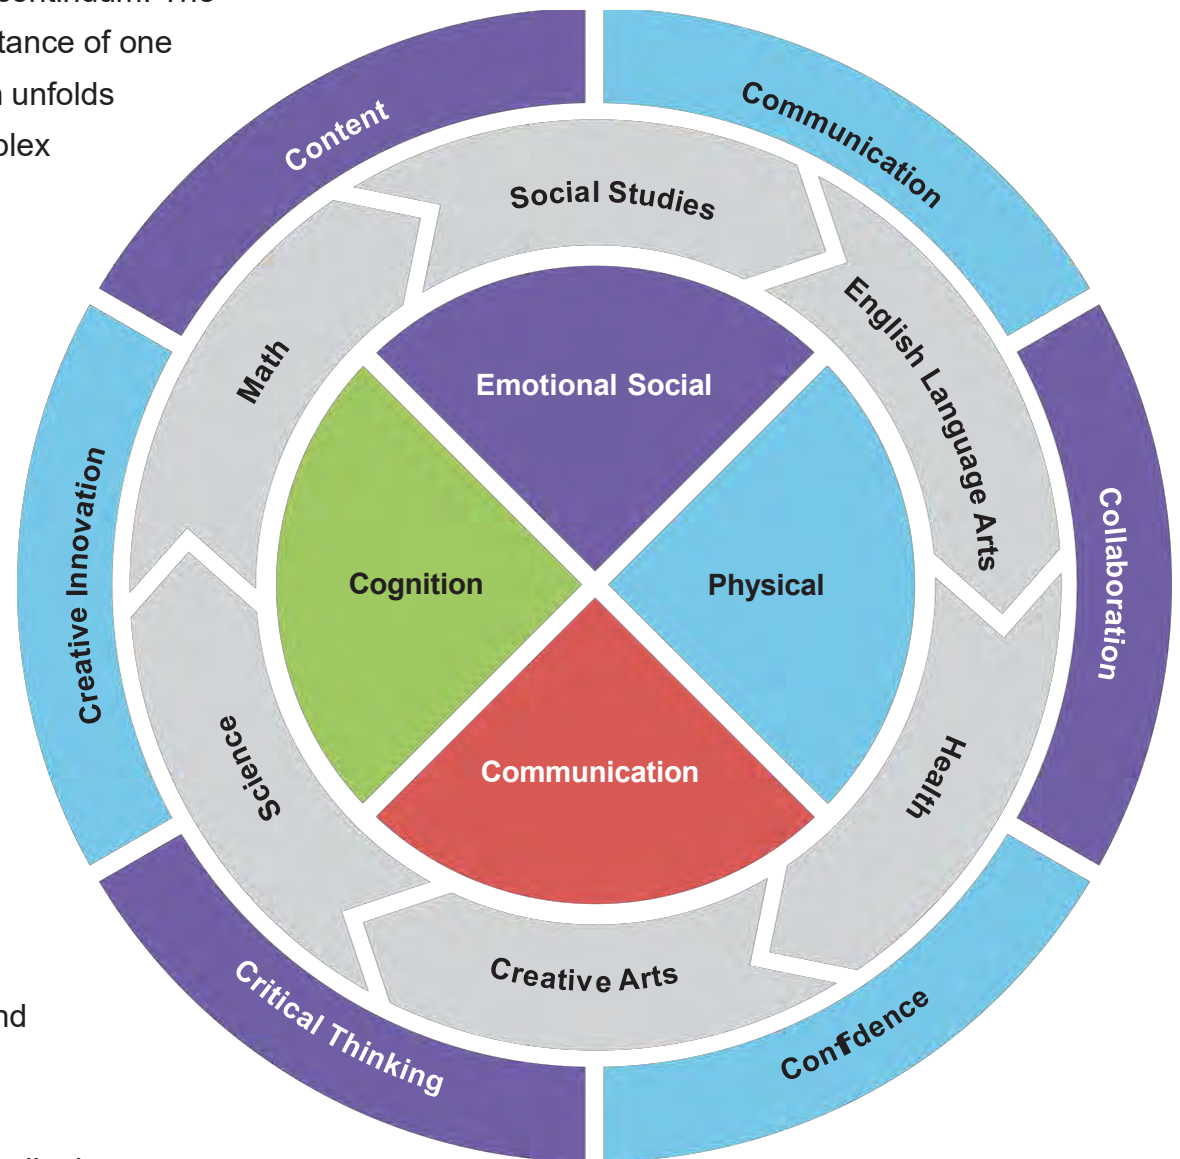 tance of one
unfolds
Content
Communication
Collaboration
Confidence
Critical Thinking
Creative Innovation
Social Studies
English Language Arts
Health
Creative Arts
Science
Math
Emotional Social
Physical
Communication
Cognition
nd